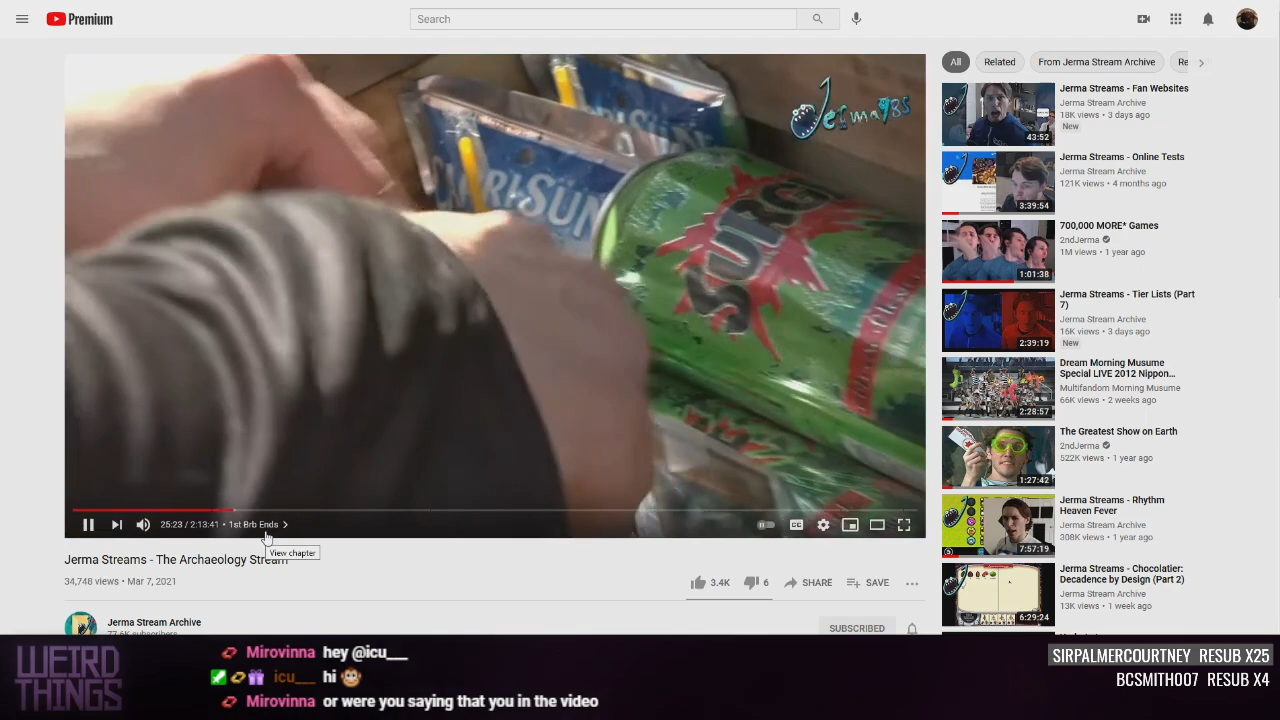 Premium
Search
All
Related
From Jerma Stream Archive
Re
Jerma985
CAPRI SUN
SURGE
25:23 / 2:13:41 • 1st Brb Ends
CC
View chapter
Jerma Streams - The Archaeology Stream
34,748 views • Mar 7, 2021
3.4K
6
SHARE
SAVE
Jerma Stream Archive
SUBSCRIBED
Jerma Streams - Fan Websites
Jerma Stream Archive
18K views • 3 days ago
New
43:52
Jerma Streams - Online Tests
Jerma Stream Archive
121K views • 4 months ago
3:39:54
700,000 MORE* Games
2ndJerma
1M views • 1 year ago
1:01:38
Jerma Streams - Tier Lists (Part
7)
Jerma Stream Archive
16K views • 3 days ago
New
2:39:19
Dream Morning Musume
Special LIVE 2012 Nippon...
Multifandom Morning Musume
66K views • 2 weeks ago
2:28:57
The Greatest Show on Earth
2ndJerma
522K views • 1 year ago
1:27:42
Jerma Streams - Rhythm
Heaven Fever
Jerma Stream Archive
308K views • 1 year ago
7:57:19
Jerma Streams - Chocolatier:
Decadence by Design (Part 2)
Jerma Stream Archive
13K views • 1 week ago
6:29:24
WEIRD
THINGS
Mirovinna hey @icu___
icu___ hi
Mirovinna or were you saying that you in the video
SIRPALMERCOURTNEY RESUB X25
BCSMITH007 RESUB X4